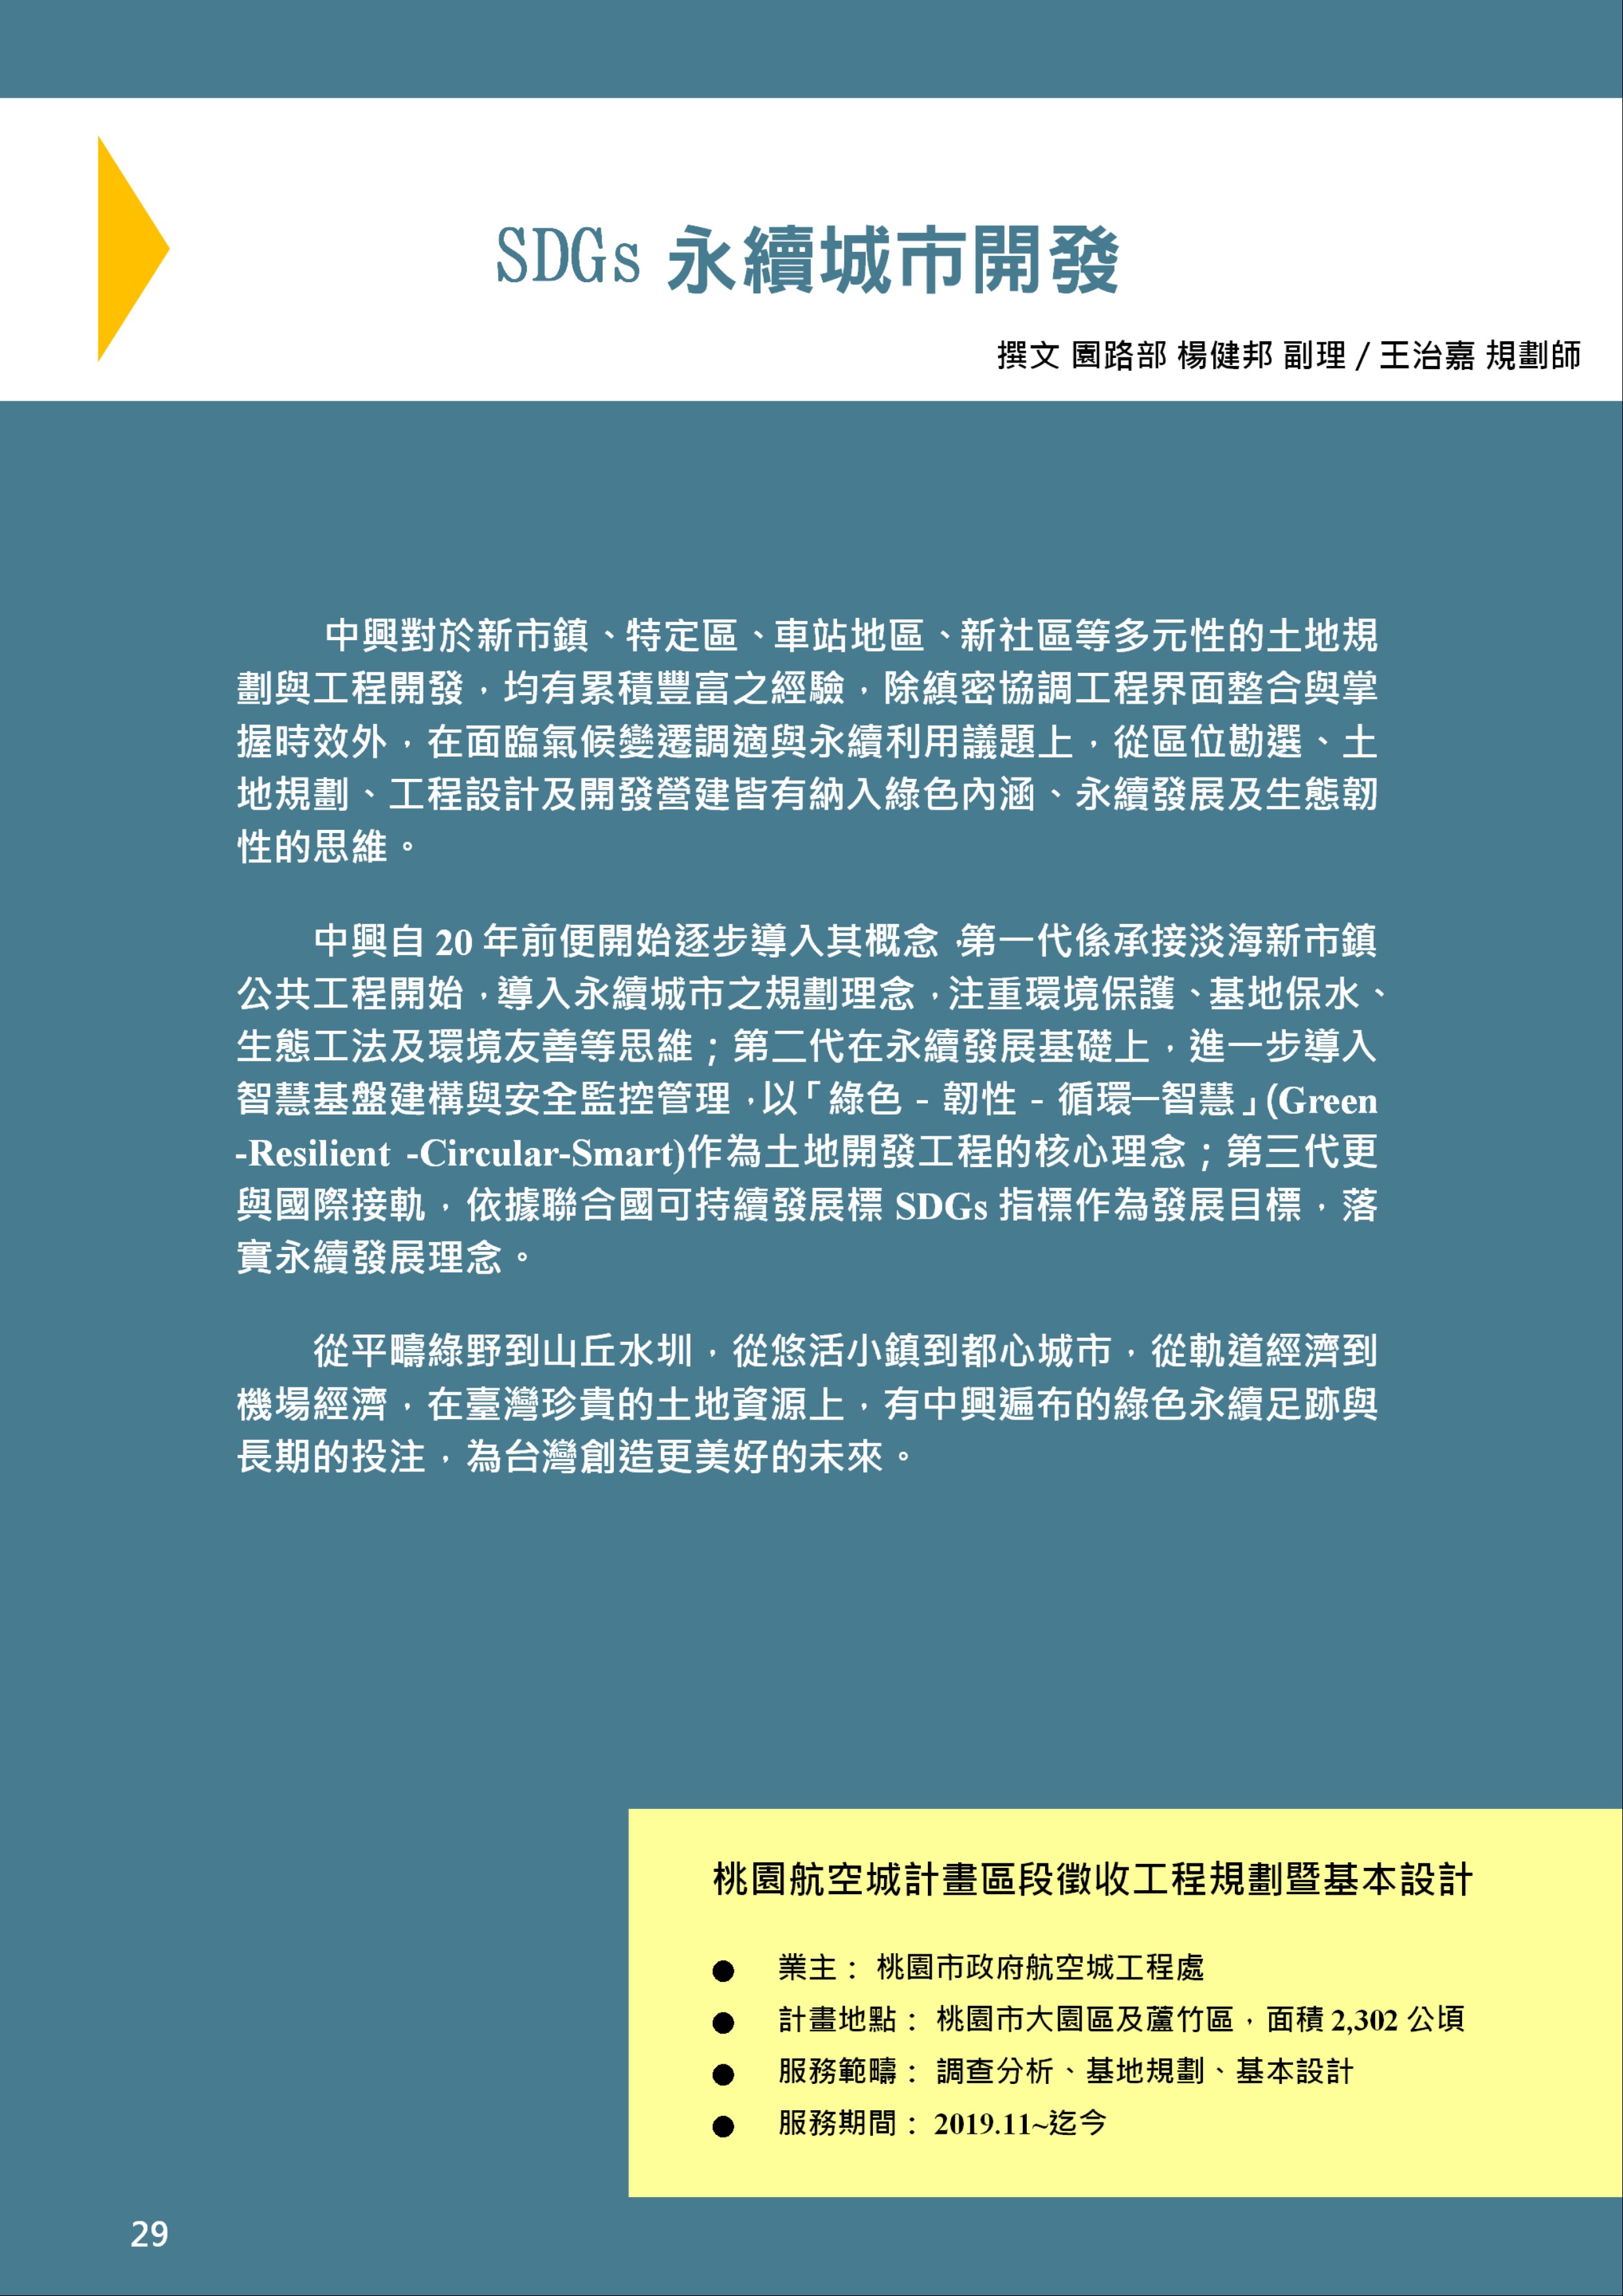 SDGs 永續城市開發
撰文 園路部 楊健邦 副理 / 王治嘉 規劃師
中興對於新市鎮、特定區、車站地區、新社區等多元性的土地規
劃與工程開發，均有累積豐富之經驗，除縝密協調工程界面整合與掌
握時效外，在面臨氣候變遷調適與永續利用議題上，從區位勘選、土
地規劃、工程設計及開發營建皆有納入綠色內涵、永續發展及生態韌
性的思維。
中興自 20 年前便開始逐步導入其概念，第一代係承接淡海新市鎮
公共工程開始，導入永續城市之規劃理念，注重環境保護、基地保水、
生態工法及環境友善等思維；第二代在永續發展基礎上，進一步導入
智慧基盤建構與安全監控管理，以「綠色 - 韌性 - 循環—智慧」(Green
-Resilient -Circular-Smart)作為土地開發工程的核心理念；第三代更
與國際接軌，依據聯合國可持續發展標 SDGs 指標作為發展目標，落
實永續發展理念。
從平疇綠野到山丘水圳，從悠活小鎮到都心城市，從軌道經濟到
機場經濟，在臺灣珍貴的土地資源上，有中興遍布的綠色永續足跡與
長期的投注，為台灣創造更美好的未來。
桃園航空城計畫區段徵收工程規劃暨基本設計
● 業主： 桃園市政府航空城工程處
● 計畫地點： 桃園市大園區及蘆竹區，面積 2,302 公頃
● 服務範疇： 調查分析、基地規劃、基本設計
● 服務期間： 2019.11~迄今
29